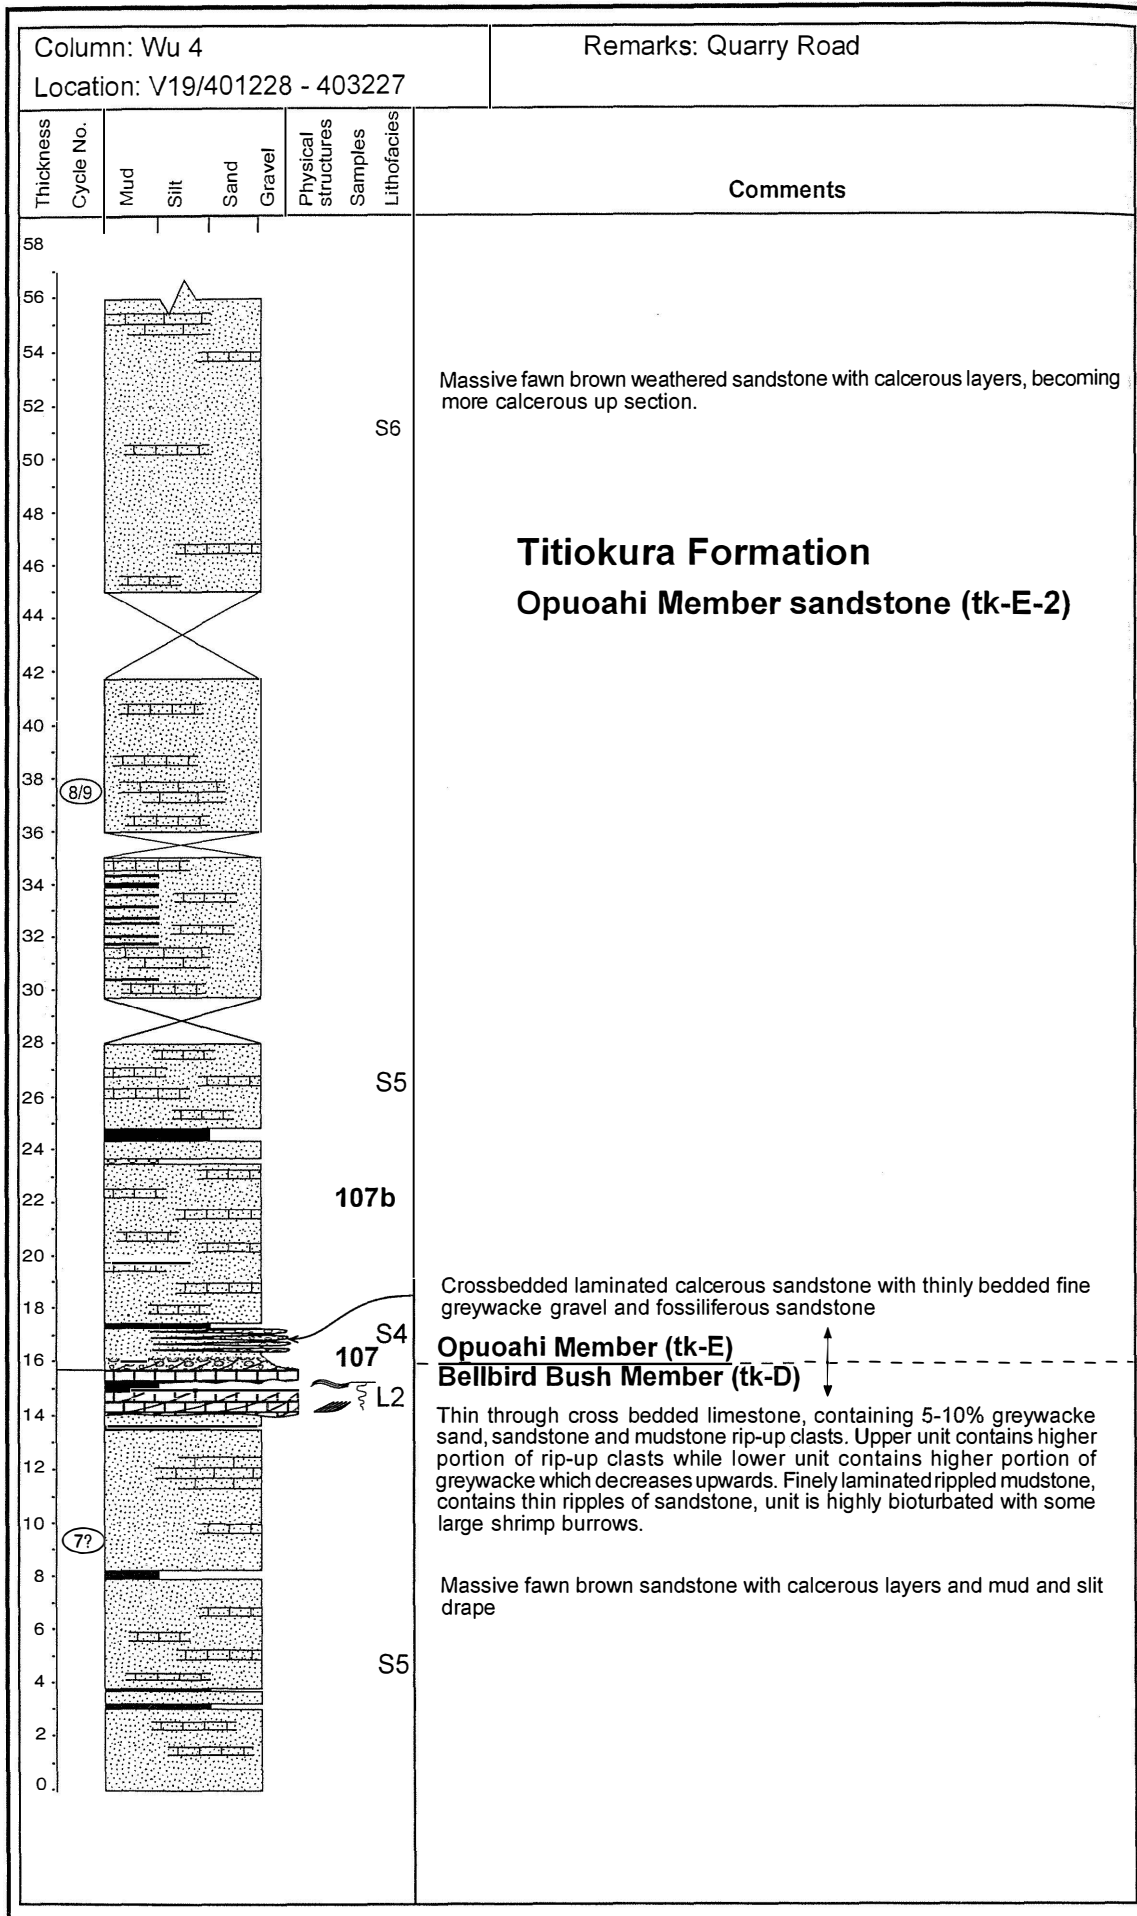 Column: Wu 4
Location: V19/401228 - 403227
Remarks: Quarry Road
Thickness
Cycle No.
Mud
Silt
Sand
Gravel
Physical
structures
Samples
Lithofacies
Comments
58
56
54
Massive fawn brown weathered sandstone with calcerous layers, becoming
more calcerous up section.
52
S6
50
48
Titiokura Formation
46
Opuoahi Member sandstone (tk-E-2)
44
42
40
38
8/9
36
34
32
30
28
S5
26
24
22
107b
20
Crossbedded laminated calcerous sandstone with thinly bedded fine
greywacke gravel and fossiliferous sandstone
18
S4
Opuoahi Member (tk-E)
107
16
Bellbird Bush Member (tk-D)
L2
14
Thin through cross bedded limestone, containing 5-10% greywacke
sand, sandstone and mudstone rip-up clasts. Upper unit contains higher
portion of rip-up clasts while lower unit contains higher portion of
greywacke which decreases upwards. Finely laminated rippled mudstone,
contains thin ripples of sandstone, unit is highly bioturbated with some
large shrimp burrows.
12
10
7?
8
Massive fawn brown sandstone with calcerous layers and mud and slit
drape
6
S5
4
2
0